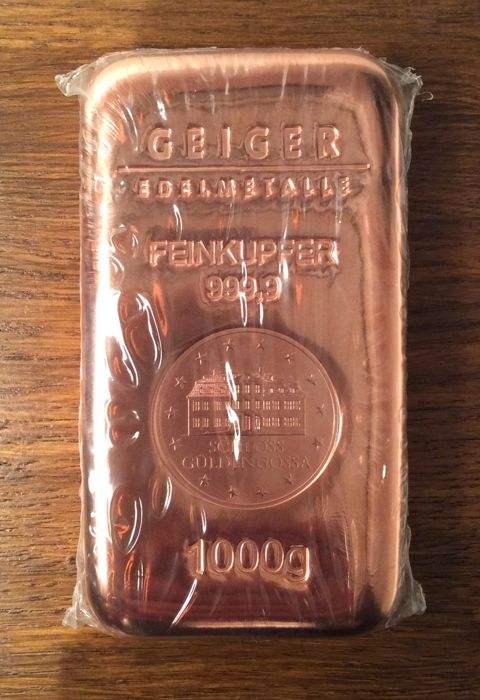 GEIGER
EDELMETALLE
FEINKUPFER
999,9
SCHLOSS
GÜLDENGOSSA
1000g